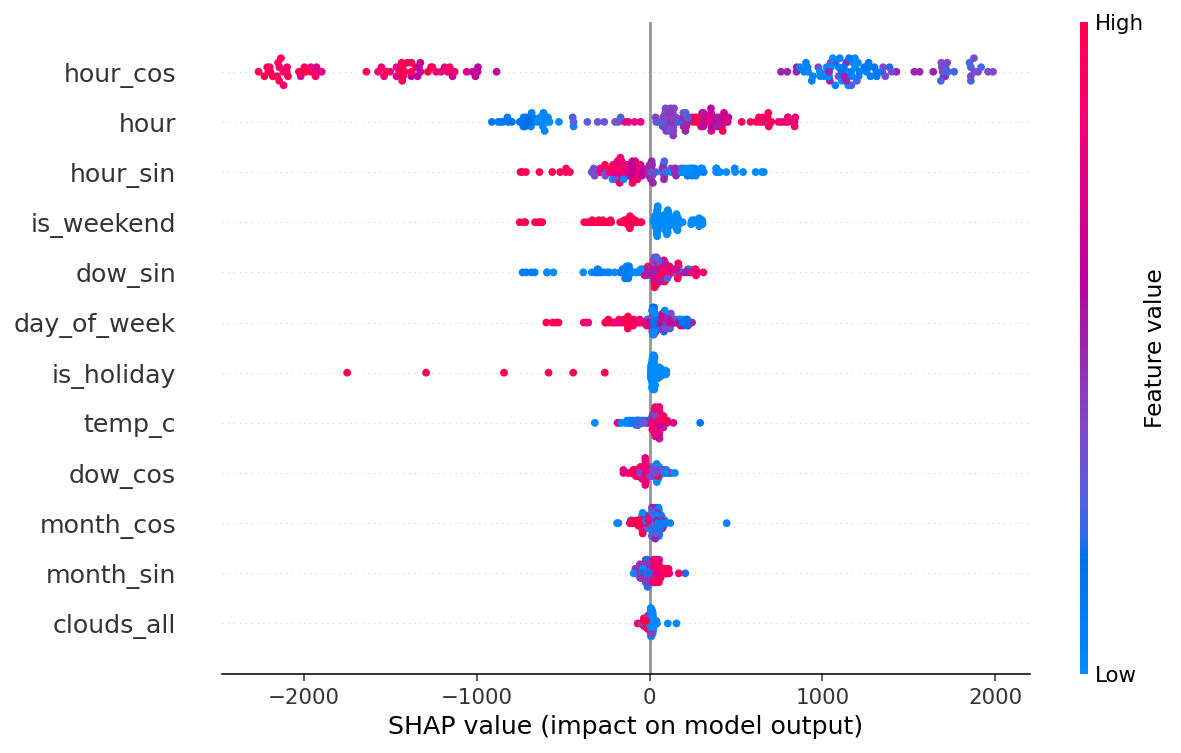 High
hour_cos
hour
hour_sin
is_weekend
dow_sin
day_of_week
is_holiday
temp_c
dow_cos
month_cos
month_sin
clouds_all
Feature value
Low
−2000 −1000 0 1000 2000
SHAP value (impact on model output)